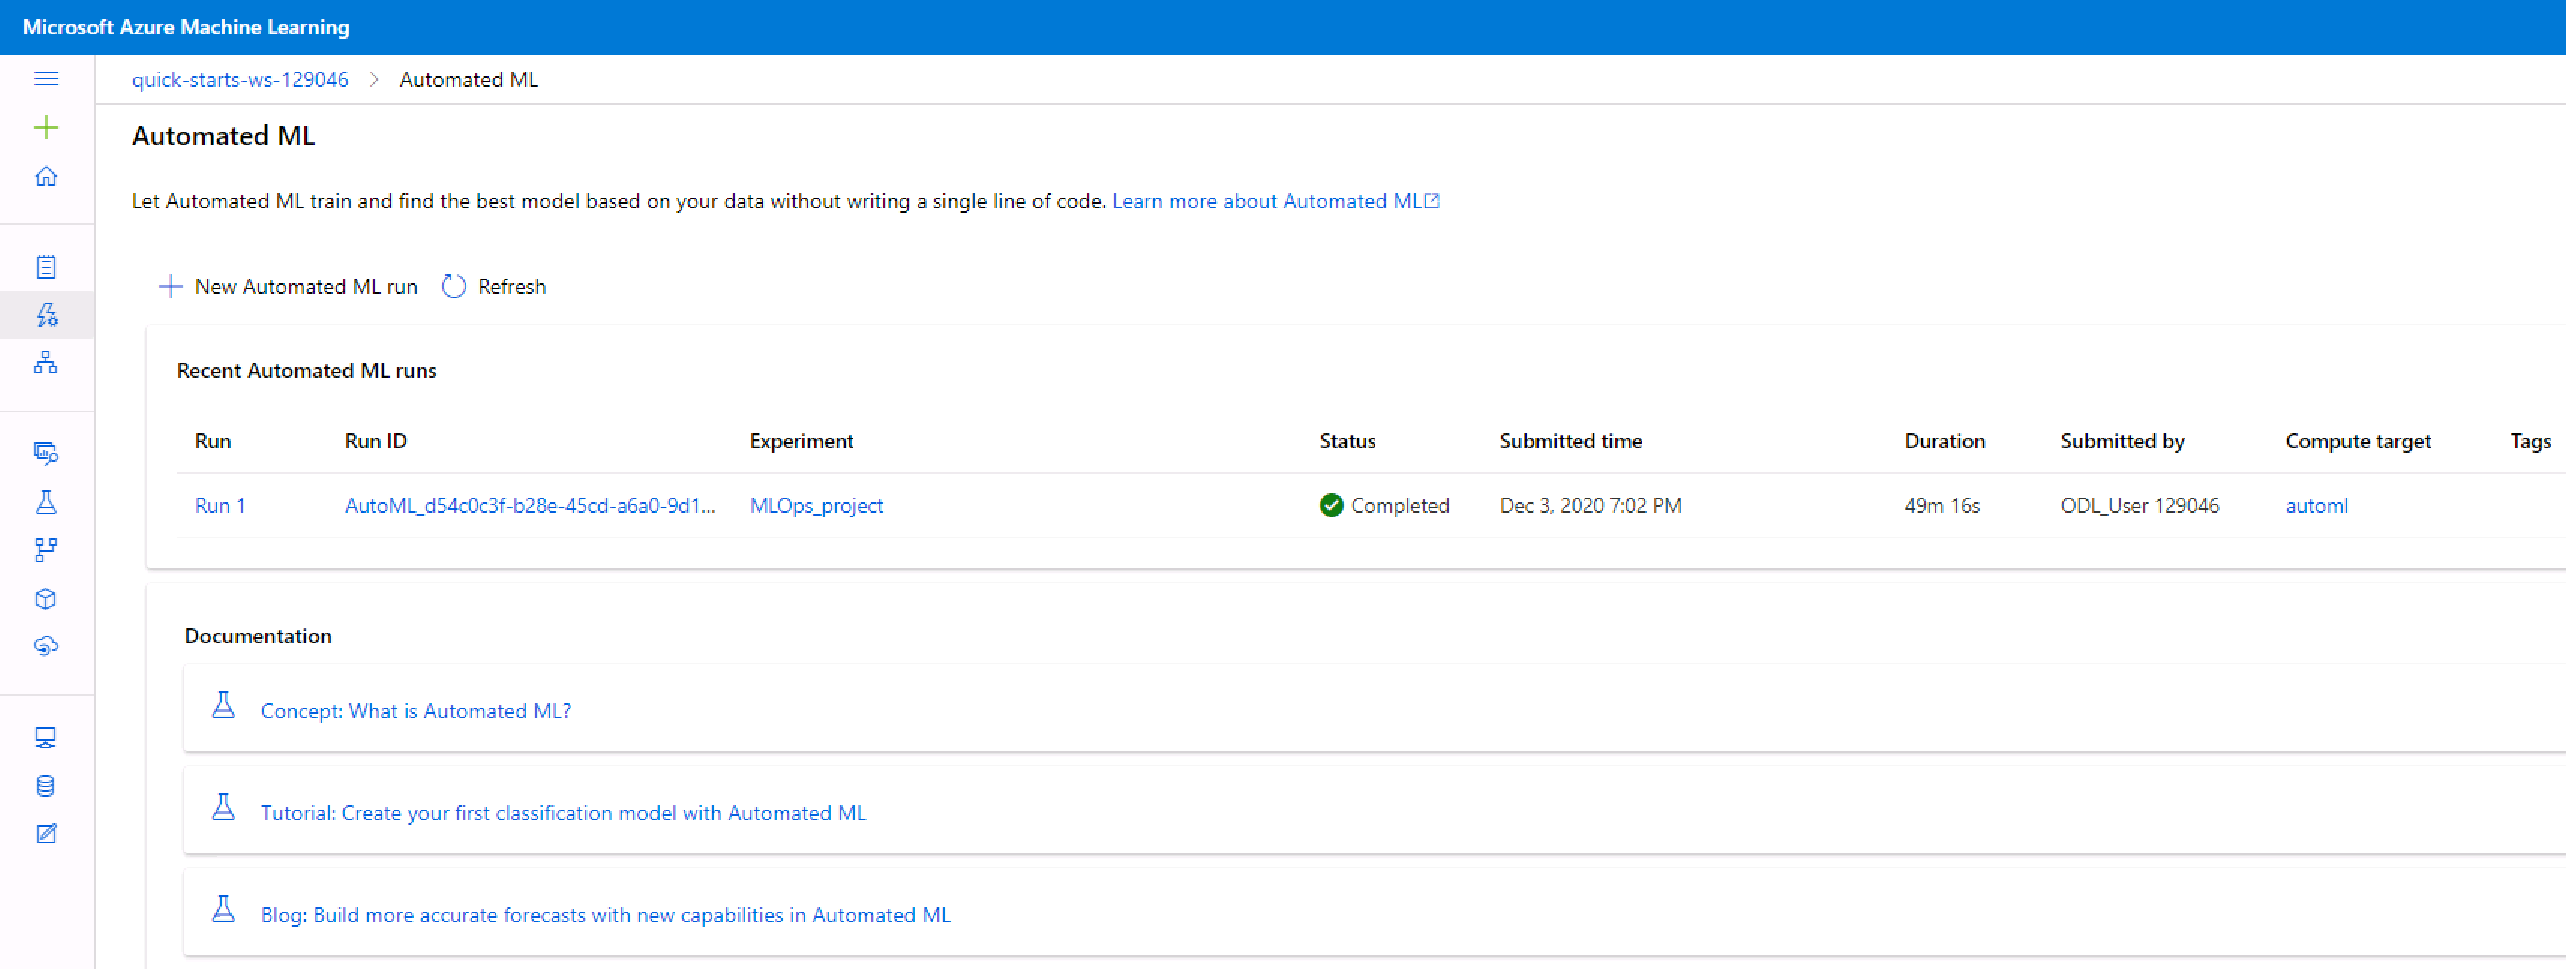 Microsoft Azure Machine Learning
quick-starts-ws-129046 > Automated ML
Automated ML
Let Automated ML train and find the best model based on your data without writing a single line of code. Learn more about Automated ML
New Automated ML run Refresh
Recent Automated ML runs
Run Run ID Experiment Status Submitted time Duration Submitted by Compute target Tags
Run 1 AutoML_d54c0c3f-b28e-45cd-a6a0-9d1... MLOps_project Completed Dec 3, 2020 7:02 PM 49m 16s ODL_User 129046 automl
Documentation
Concept: What is Automated ML?
Tutorial: Create your first classification model with Automated ML
Blog: Build more accurate forecasts with new capabilities in Automated ML